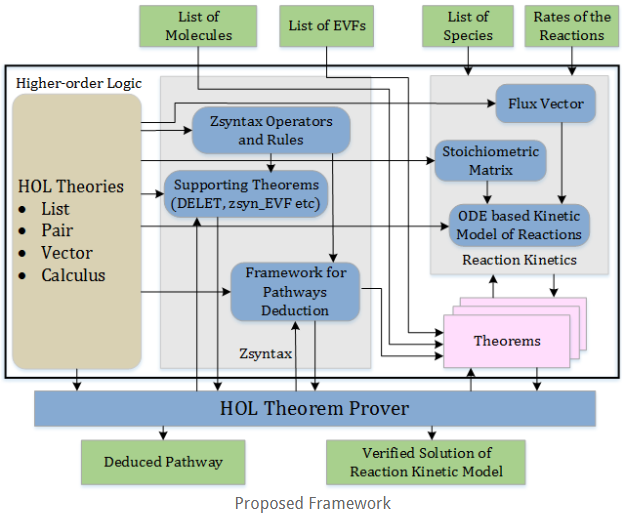 List of
Molecules
List of EVFs
List of
Species
Rates of the
Reactions
Higher-order Logic
HOL Theories
• List
• Pair
• Vector
• Calculus
Zsyntax Operators
and Rules
Supporting Theorems
(DELET, zsyn_EVF etc)
Framework for
Pathways
Deduction
Zsyntax
Flux Vector
Stoichiometric
Matrix
ODE based Kinetic
Model of Reactions
Reaction Kinetics
Theorems
HOL Theorem Prover
Deduced Pathway
Verified Solution of
Reaction Kinetic Model
Proposed Framework